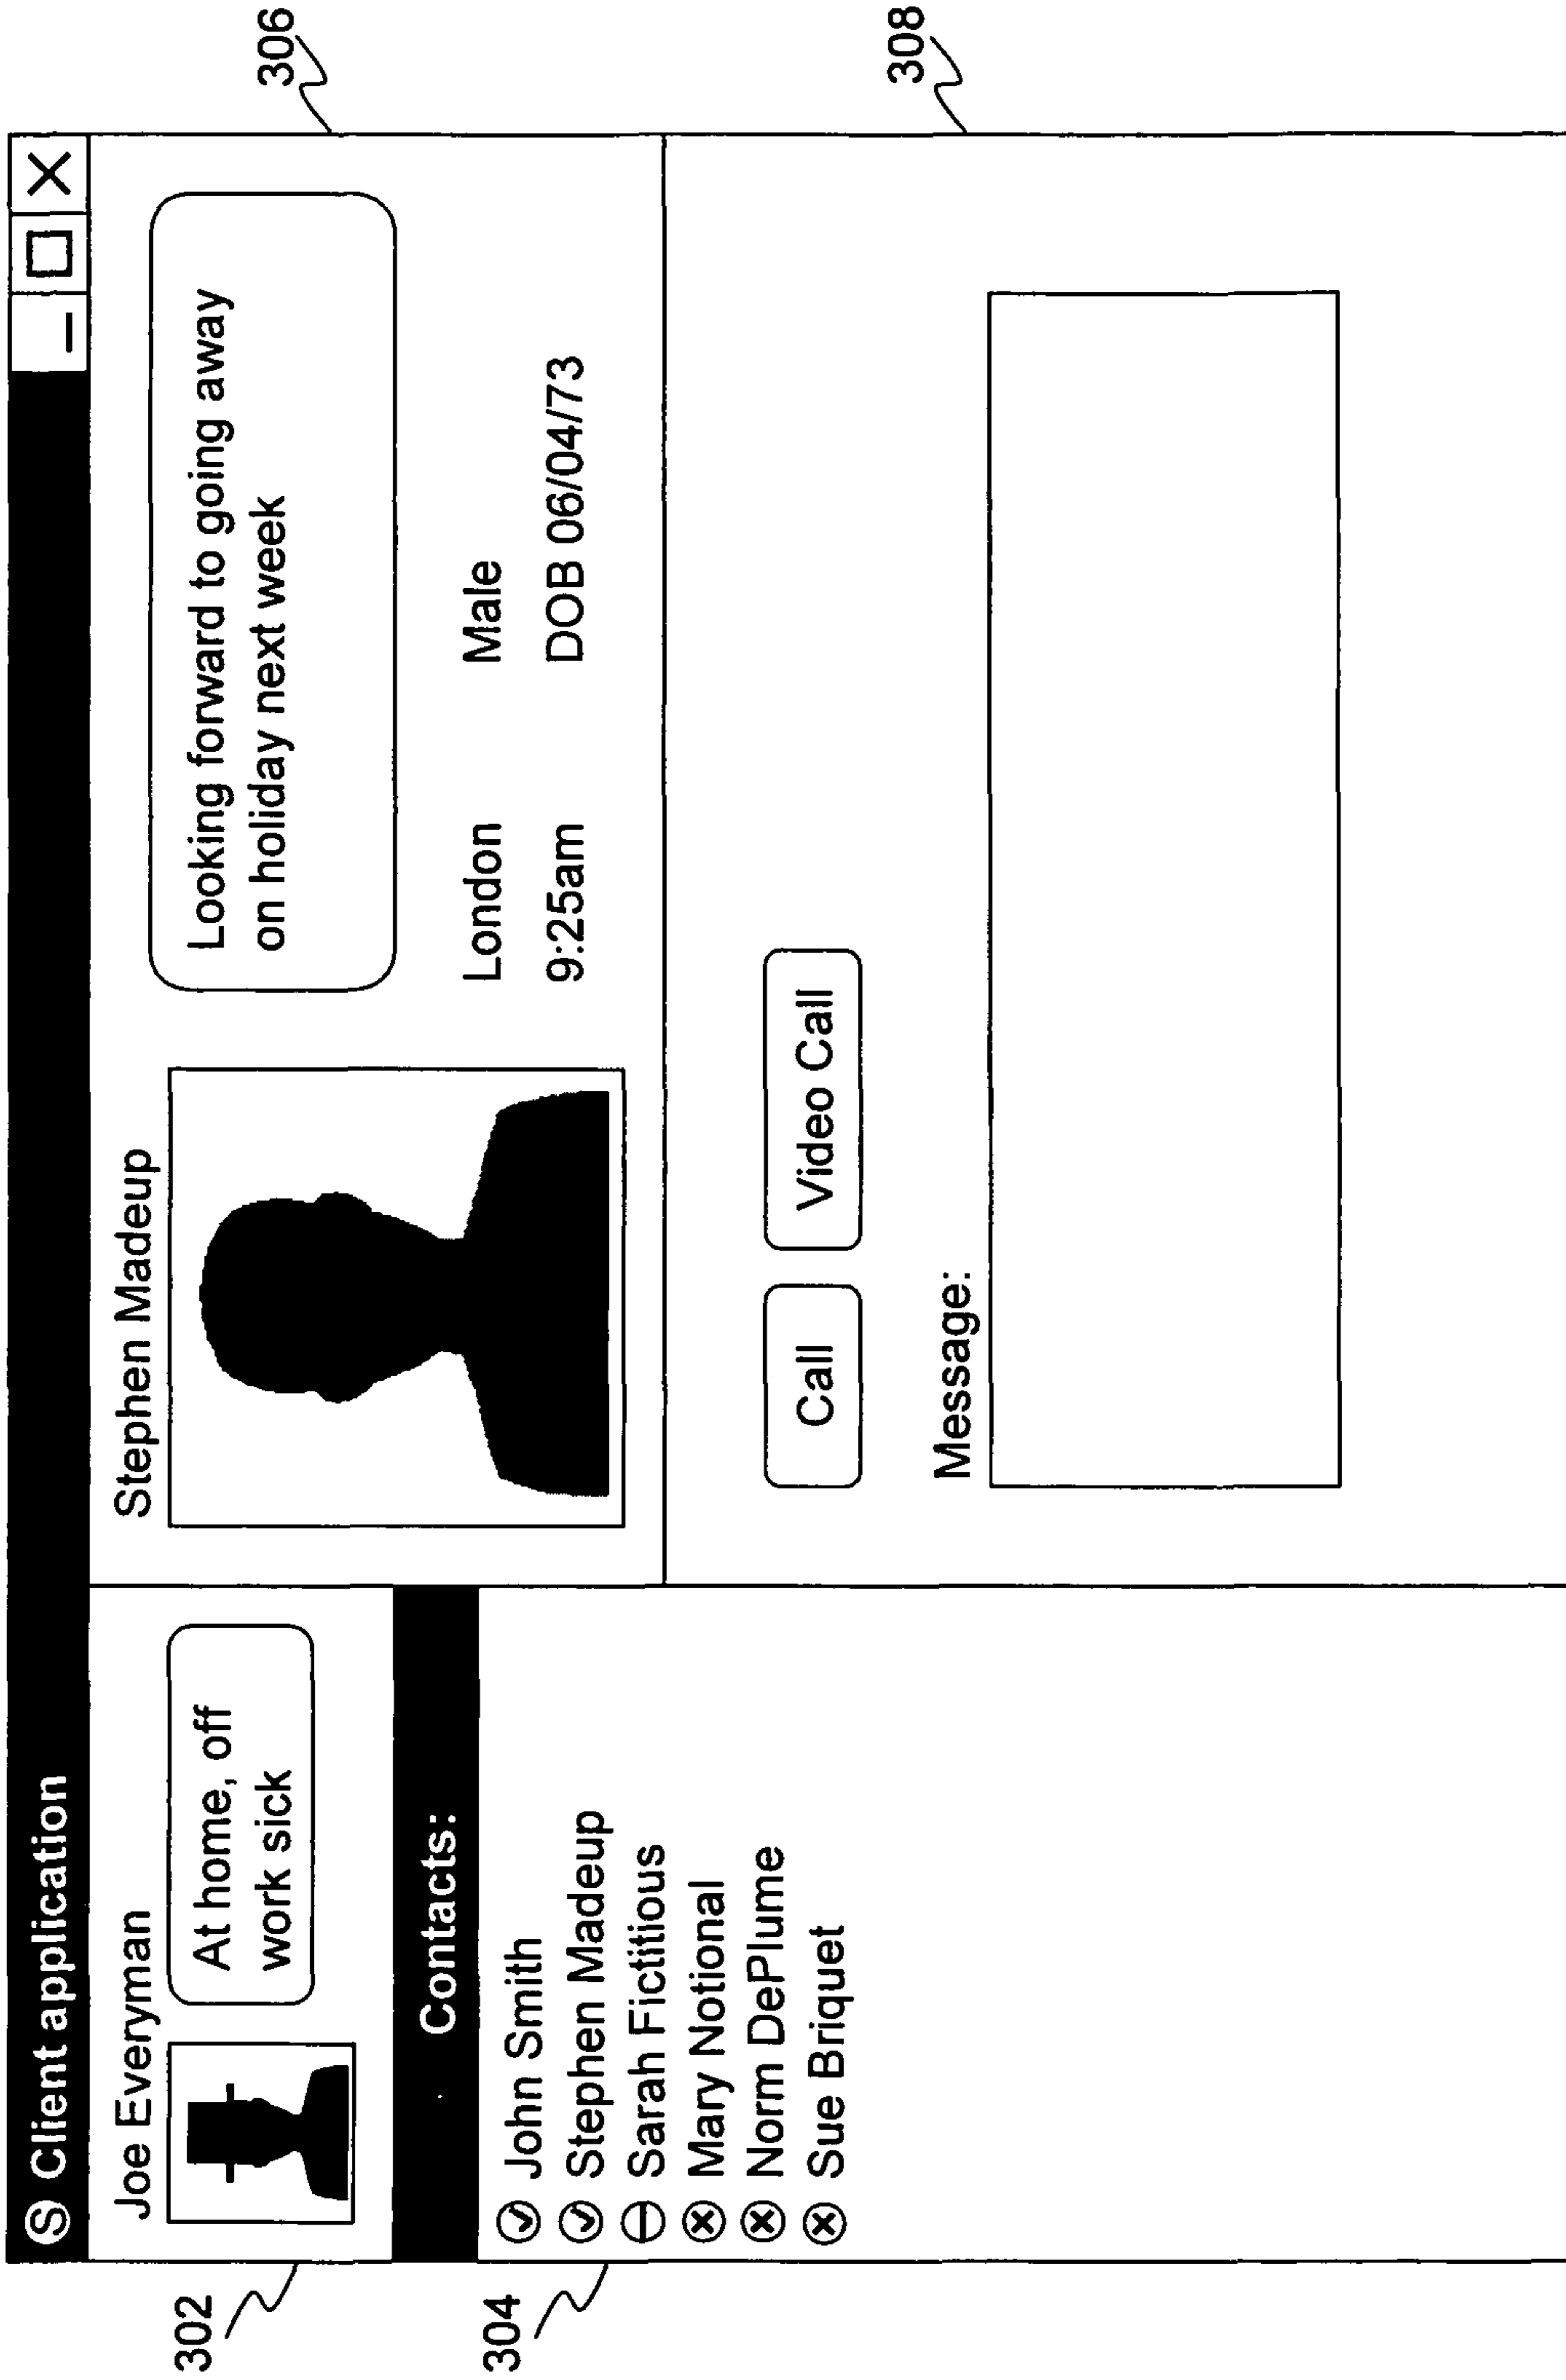 Ⓢ Client application
Joe Everyman
At home, off
work sick
302
Contacts:
304
John Smith
Stephen Madeup
Sarah Fictitious
Mary Notional
Norm DePlume
Sue Briquet
Stephen Madeup
Looking forward to going away
on holiday next week
London Male
9:25am DOB 06/04/73
306
Call Video Call
Message:
308